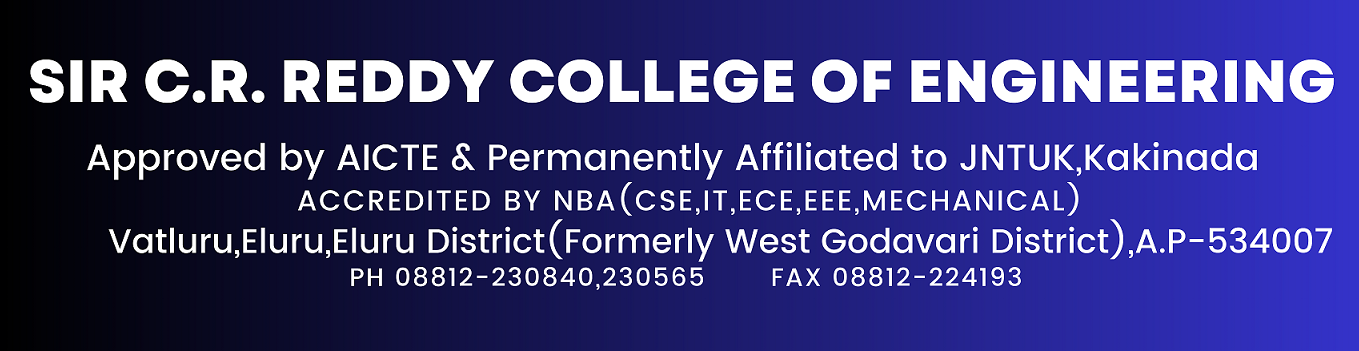 SIR C.R. REDDY COLLEGE OF ENGINEERING
Approved by AICTE & Permanently Affiliated to JNTUK,Kakinada
ACCREDITED BY NBA(CSE,IT,ECE,EEE,MECHANICAL)
Vatluru,Eluru,Eluru District(Formerly West Godavari District),A.P-534007
PH 08812-230840,230565 FAX 08812-224193